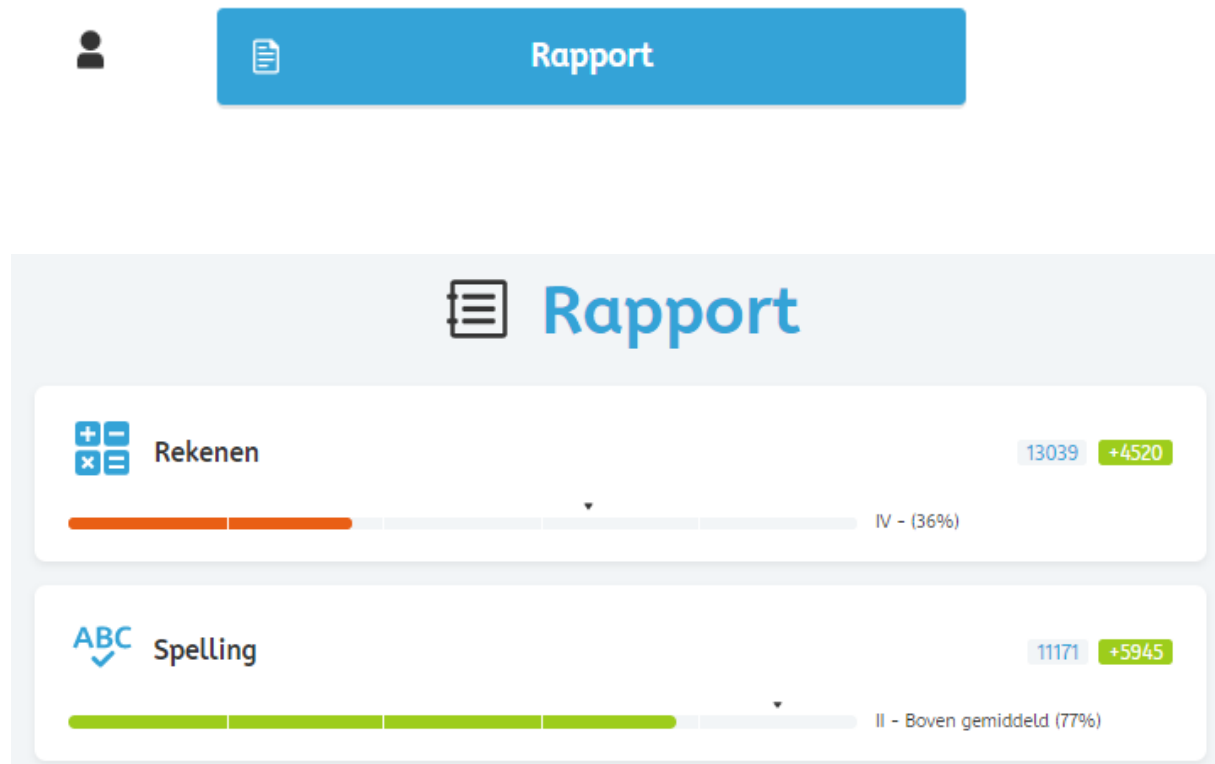 Rapport
Rapport
Rekenen
13039 +4520
IV - (36%)
ABC
Spelling
11171 +5945
II - Boven gemiddeld (77%)